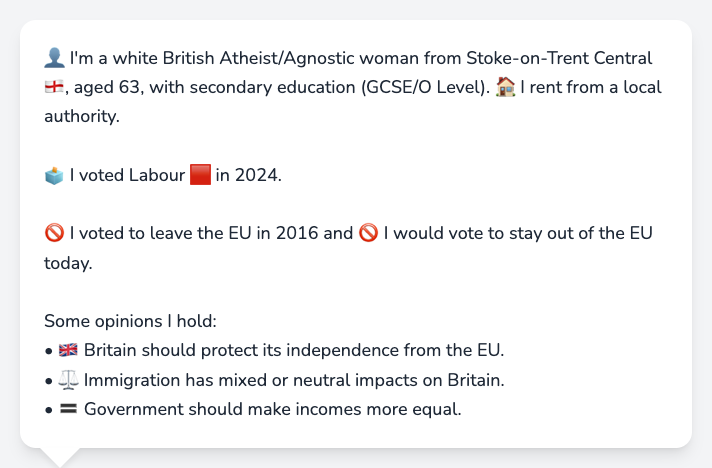 👤 I'm a white British Atheist/Agnostic woman from Stoke-on-Trent Central
🏴󠁧󠁢󠁥󠁮󠁧󠁿, aged 63, with secondary education (GCSE/O Level). 🏠 I rent from a local
authority.
🗳️ I voted Labour 🟥 in 2024.
🚫 I voted to leave the EU in 2016 and 🚫 I would vote to stay out of the EU
today.
Some opinions I hold:
• 🇬🇧 Britain should protect its independence from the EU.
• ⚖️ Immigration has mixed or neutral impacts on Britain.
• 🟰 Government should make incomes more equal.